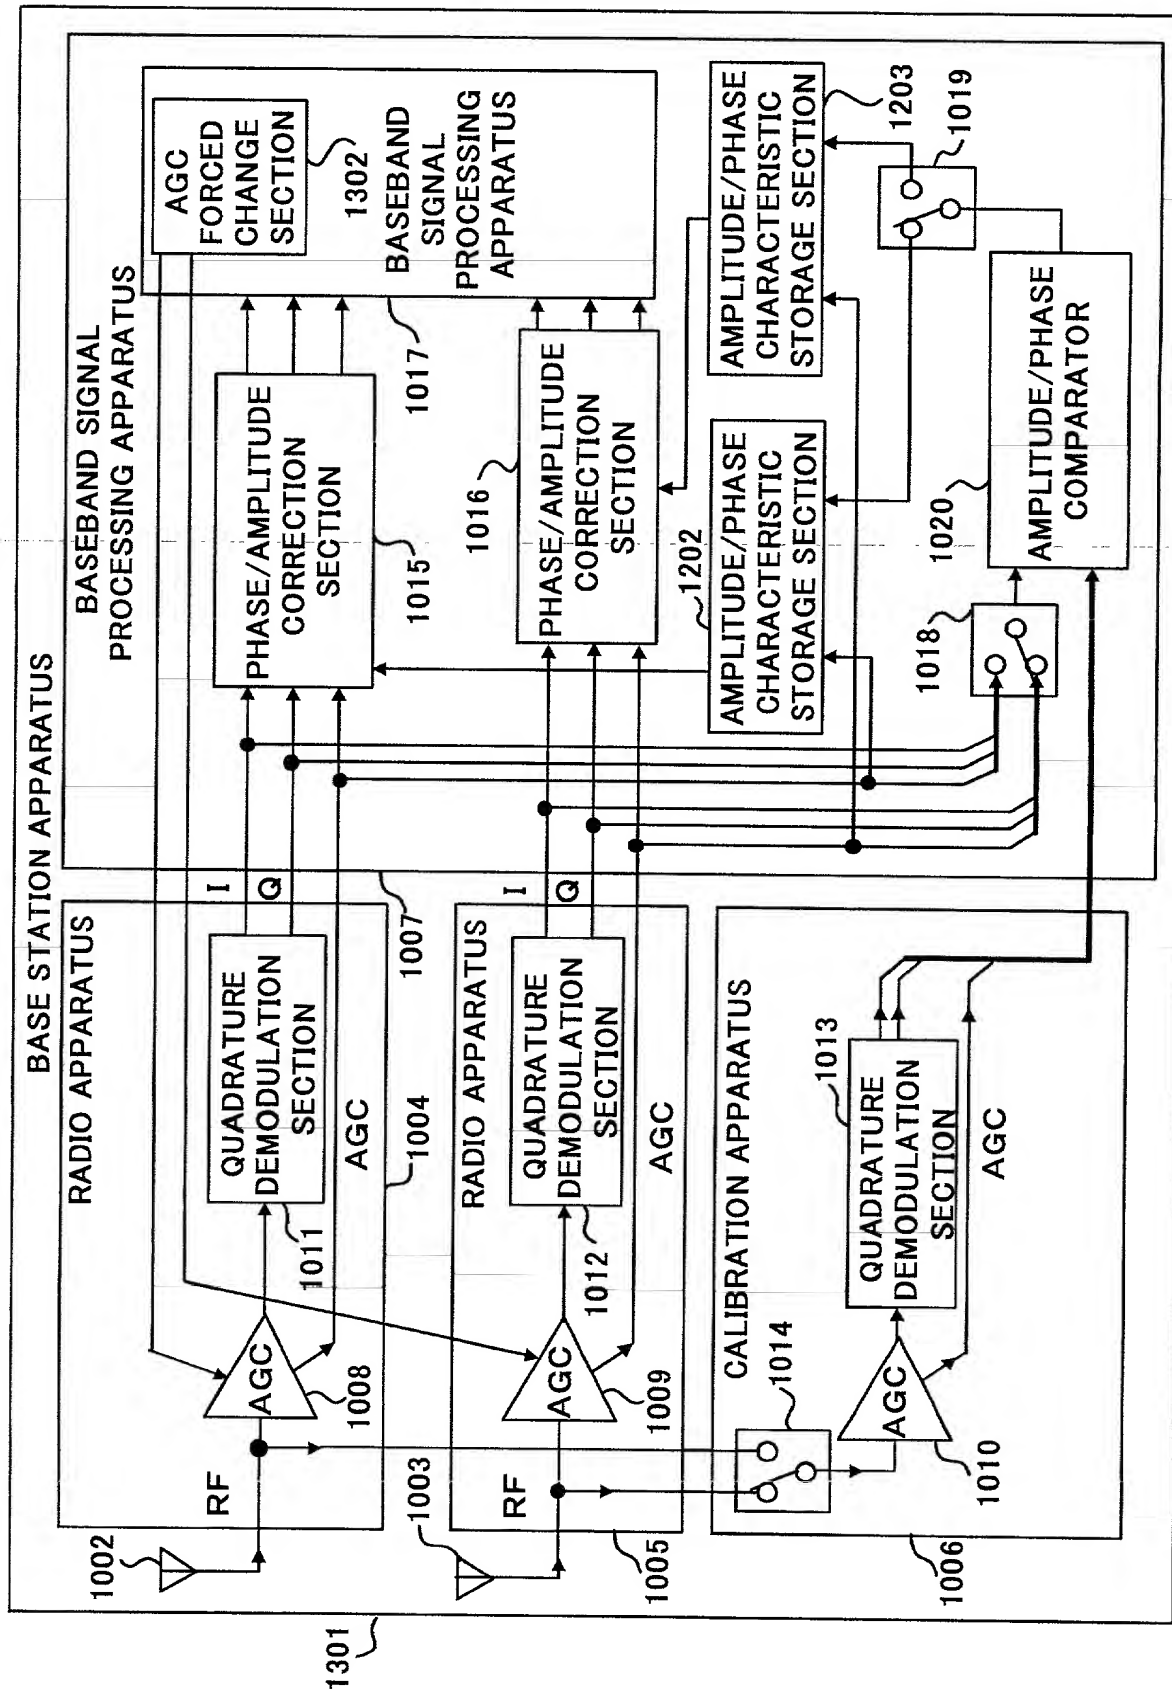 BASE STATION APPARATUS
1301
RADIO APPARATUS
1002
RF
AGC
1008
QUADRATURE
DEMODULATION
SECTION
1011
AGC
1004
I
Q
RADIO APPARATUS
1003
RF
AGC
1009
QUADRATURE
DEMODULATION
SECTION
1012
AGC
1005
I
Q
CALIBRATION APPARATUS
1014
AGC
1010
QUADRATURE
DEMODULATION
SECTION
1013
AGC
1006
BASEBAND SIGNAL
PROCESSING APPARATUS
1007
PHASE/AMPLITUDE
CORRECTION
SECTION
1015
AGC
FORCED
CHANGE
SECTION
1302
BASEBAND
SIGNAL
PROCESSING
APPARATUS
1017
1016
PHASE/AMPLITUDE
CORRECTION
SECTION
1202
AMPLITUDE/PHASE
CHARACTERISTIC
STORAGE SECTION
AMPLITUDE/PHASE
CHARACTERISTIC
STORAGE SECTION
1203
1019
1018
1020
AMPLITUDE/PHASE
COMPARATOR